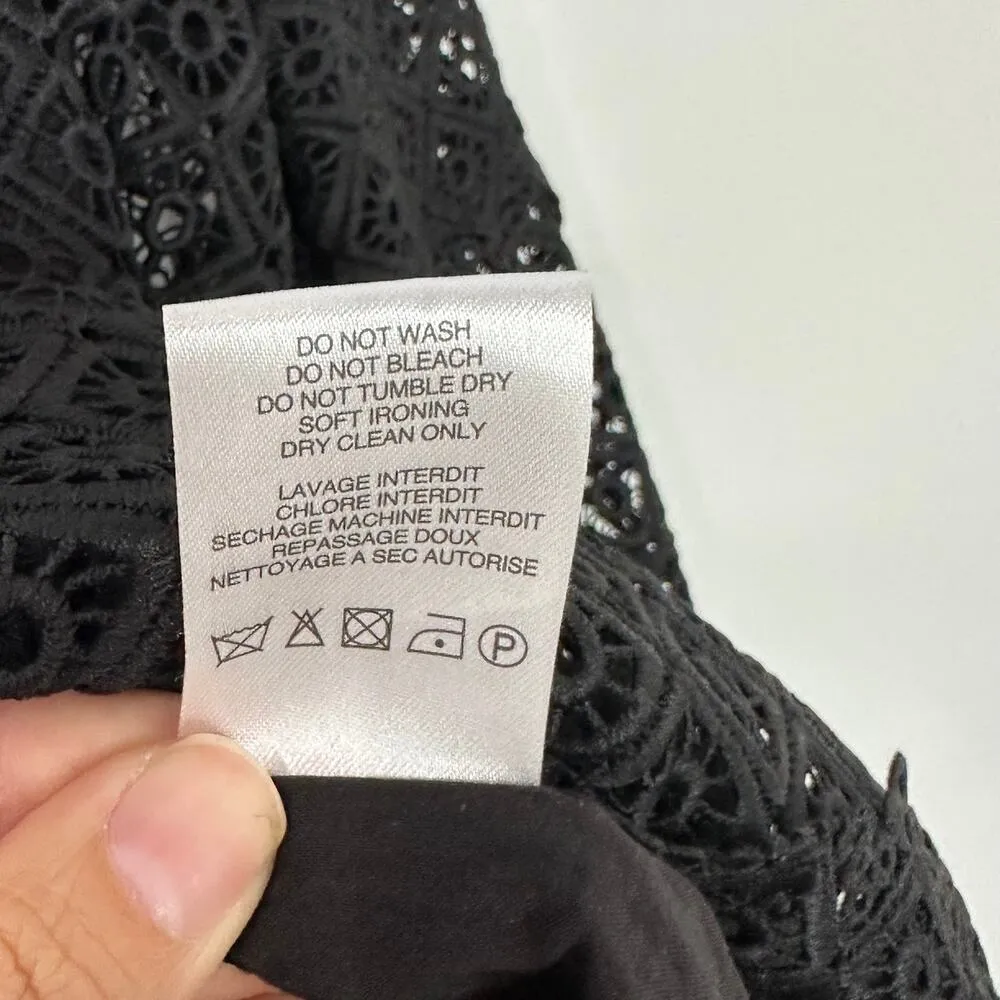 DO NOT WASH
DO NOT BLEACH
DO NOT TUMBLE DRY
SOFT IRONING
DRY CLEAN ONLY
LAVAGE INTERDIT
CHLORE INTERDIT
SECHAGE MACHINE INTERDIT
REPASSAGE DOUX
NETTOYAGE A SEC AUTORISE
P